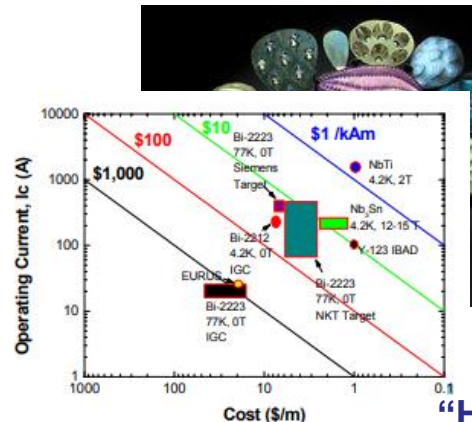 10000
1000
100
10
1
Operating Current, Ic (A)
$1,000
$100
$10
$1 /kAm
Bi-2223
77K, 0T
Siemens
Target
NbTi
4.2K, 2T
Nb3Sn
4.2K, 12-15 T
Bi-2212
4.2K, 0T
IGC
Y-123 IBAD
EURUS
Bi-2223
77K, 0T
IGC
Bi-2223
77K, 0T
NKT Target
1000
100
10
1
0.1
Cost ($/m)
“H